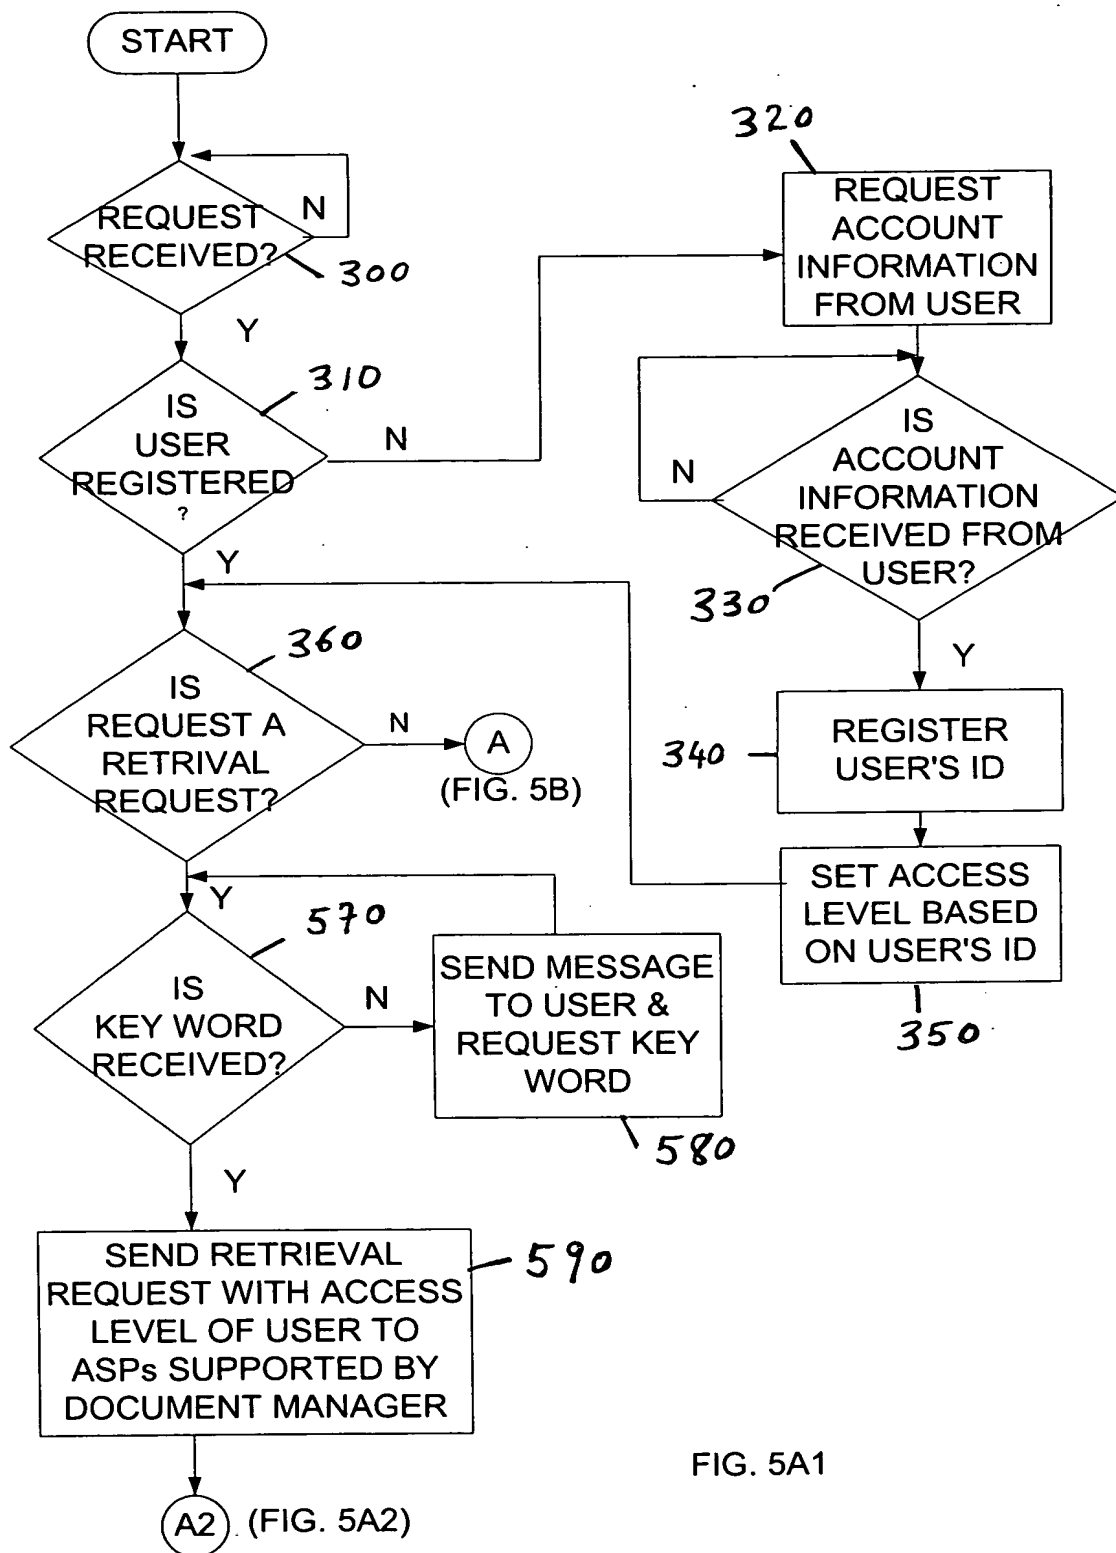 START
REQUEST
RECEIVED?
N
300
Y
IS
USER
REGISTERED
?
310
N
Y
320
REQUEST
ACCOUNT
INFORMATION
FROM USER
IS
ACCOUNT
INFORMATION
RECEIVED FROM
USER?
N
330
Y
340
REGISTER
USER'S ID
SET ACCESS
LEVEL BASED
ON USER'S ID
350
360
IS
REQUEST A
RETRIVAL
REQUEST?
N
A
(FIG. 5B)
Y
570
IS
KEY WORD
RECEIVED?
N
SEND MESSAGE
TO USER &
REQUEST KEY
WORD
580
Y
SEND RETRIEVAL
REQUEST WITH ACCESS
LEVEL OF USER TO
ASPs SUPPORTED BY
DOCUMENT MANAGER
590
A2
(FIG. 5A2)
FIG. 5A1